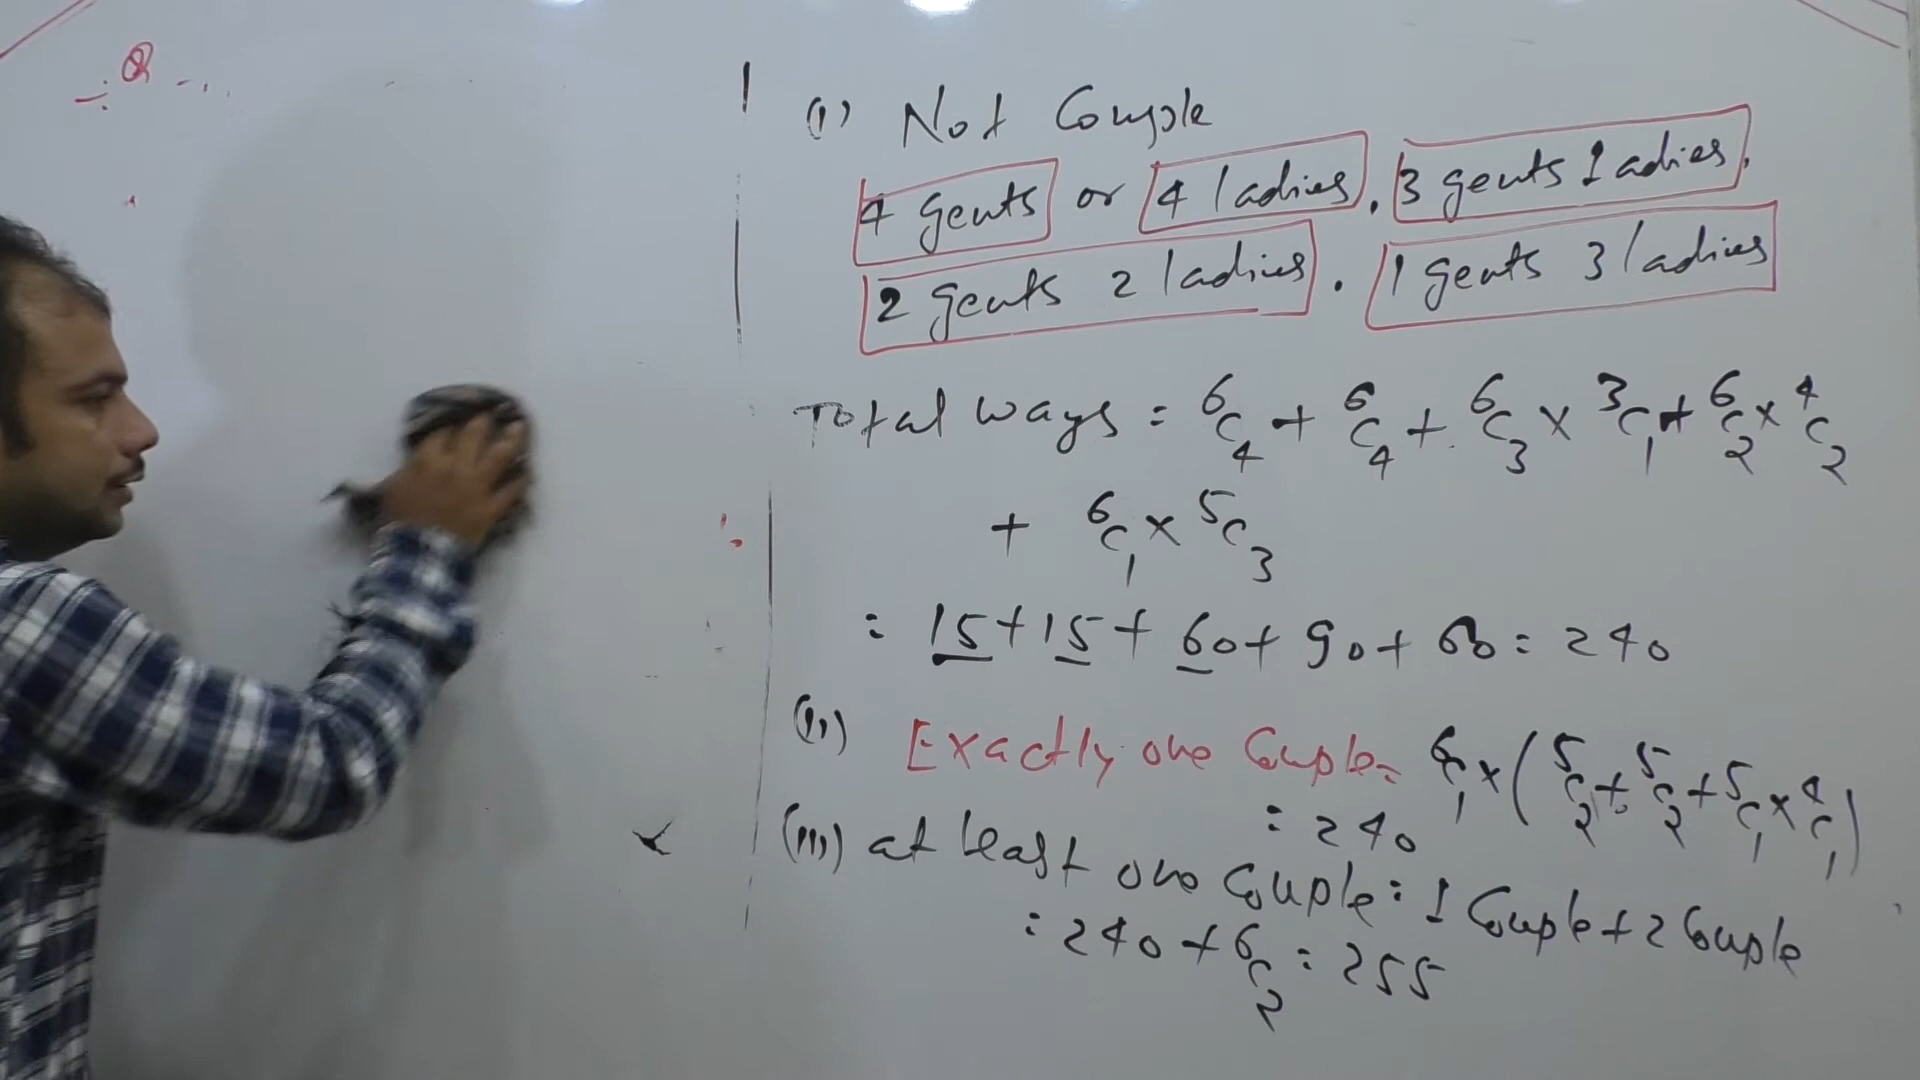 Q
(i) Not Couple
4 gents or 4 ladies, 3 gents 1 adies,
2 gents 2 ladies, 1 gents 3 ladies
Total ways = ⁶C₄ + ⁶C₄ + ⁶C₃ × ³C₁ + ⁶C₂ × ⁴C₂
+ ⁶C₁ × ⁵C₃
= 15 + 15 + 60 + 90 + 60 = 240
(ii) Exactly one Couple = ⁶C₁ × (⁵C₂ + ⁵C₂ + ⁵C₁ × ⁴C₁)
= 240
(iii) at least one Couple = 1 Couple + 2 Couple
= 240 + ⁶C₂ = 255